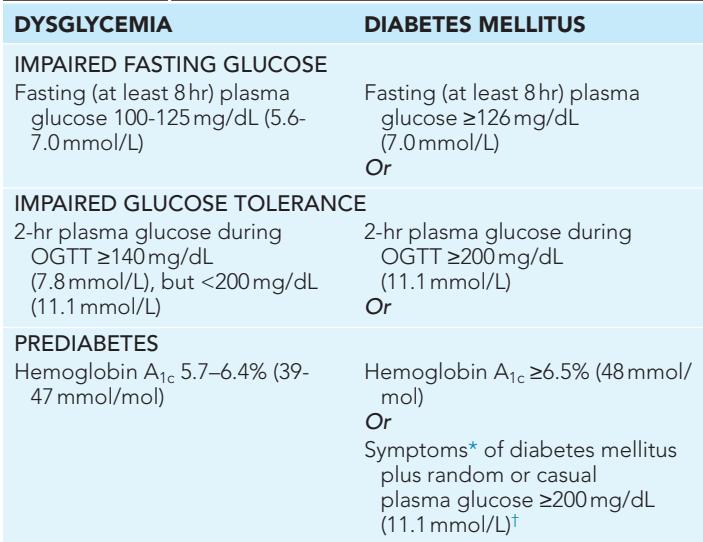 DYSGLYCEMIA DIABETES MELLITUS
IMPAIRED FASTING GLUCOSE
Fasting (at least 8 hr) plasma
glucose 100-125 mg/dL (5.6-
7.0 mmol/L)
Fasting (at least 8 hr) plasma
glucose ≥126 mg/dL
(7.0 mmol/L)
Or
IMPAIRED GLUCOSE TOLERANCE
2-hr plasma glucose during
OGTT ≥140 mg/dL
(7.8 mmol/L), but <200 mg/dL
(11.1 mmol/L)
2-hr plasma glucose during
OGTT ≥200 mg/dL
(11.1 mmol/L)
Or
PREDIABETES
Hemoglobin A1c 5.7–6.4% (39-
47 mmol/mol)
Hemoglobin A1c ≥6.5% (48 mmol/
mol)
Or
Symptoms* of diabetes mellitus
plus random or casual
plasma glucose ≥200 mg/dL
(11.1 mmol/L)†